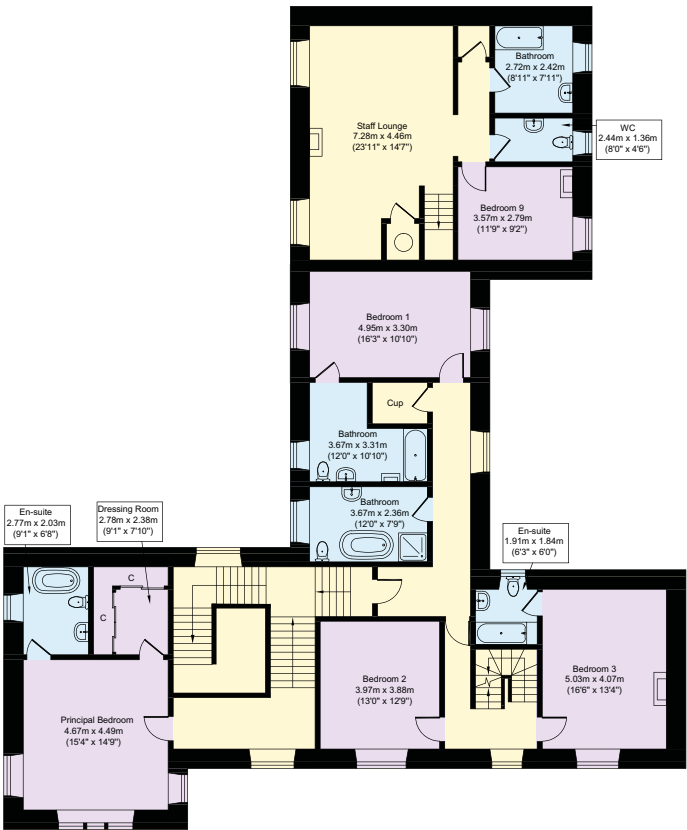 Bathroom
2.72m x 2.42m
(8'11" x 7'11")
WC
2.44m x 1.36m
(8'0" x 4'6")
Staff Lounge
7.28m x 4.46m
(23'11" x 14'7")
Bedroom 9
3.57m x 2.79m
(11'9" x 9'2")
Bedroom 1
4.95m x 3.30m
(16'3" x 10'10")
Cup
Bathroom
3.67m x 3.31m
(12'0" x 10'10")
Bathroom
3.67m x 2.36m
(12'0" x 7'9")
En-suite
2.77m x 2.03m
(9'1" x 6'8")
Dressing Room
2.78m x 2.38m
(9'1" x 7'10")
En-suite
1.91m x 1.84m
(6'3" x 6'0")
C
C
Bedroom 2
3.97m x 3.88m
(13'0" x 12'9")
Bedroom 3
5.03m x 4.07m
(16'6" x 13'4")
Principal Bedroom
4.67m x 4.49m
(15'4" x 14'9")